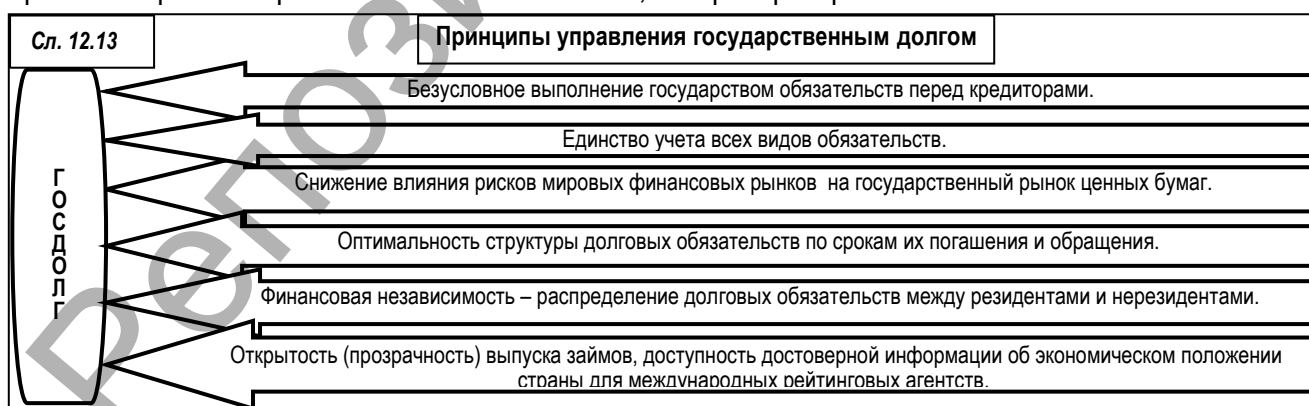 Сл. 12.13
Принципы управления государственным долгом
Безусловное выполнение государством обязательств перед кредиторами.
Единство учета всех видов обязательств.
Снижение влияния рисков мировых финансовых рынков на государственный рынок ценных бумаг.
Оптимальность структуры долговых обязательств по срокам их погашения и обращения.
Финансовая независимость – распределение долговых обязательств между резидентами и нерезидентами.
Открытость (прозрачность) выпуска займов, доступность достоверной информации об экономическом положении
страны для международных рейтинговых агентств.
ГОСДОЛГ
Репози